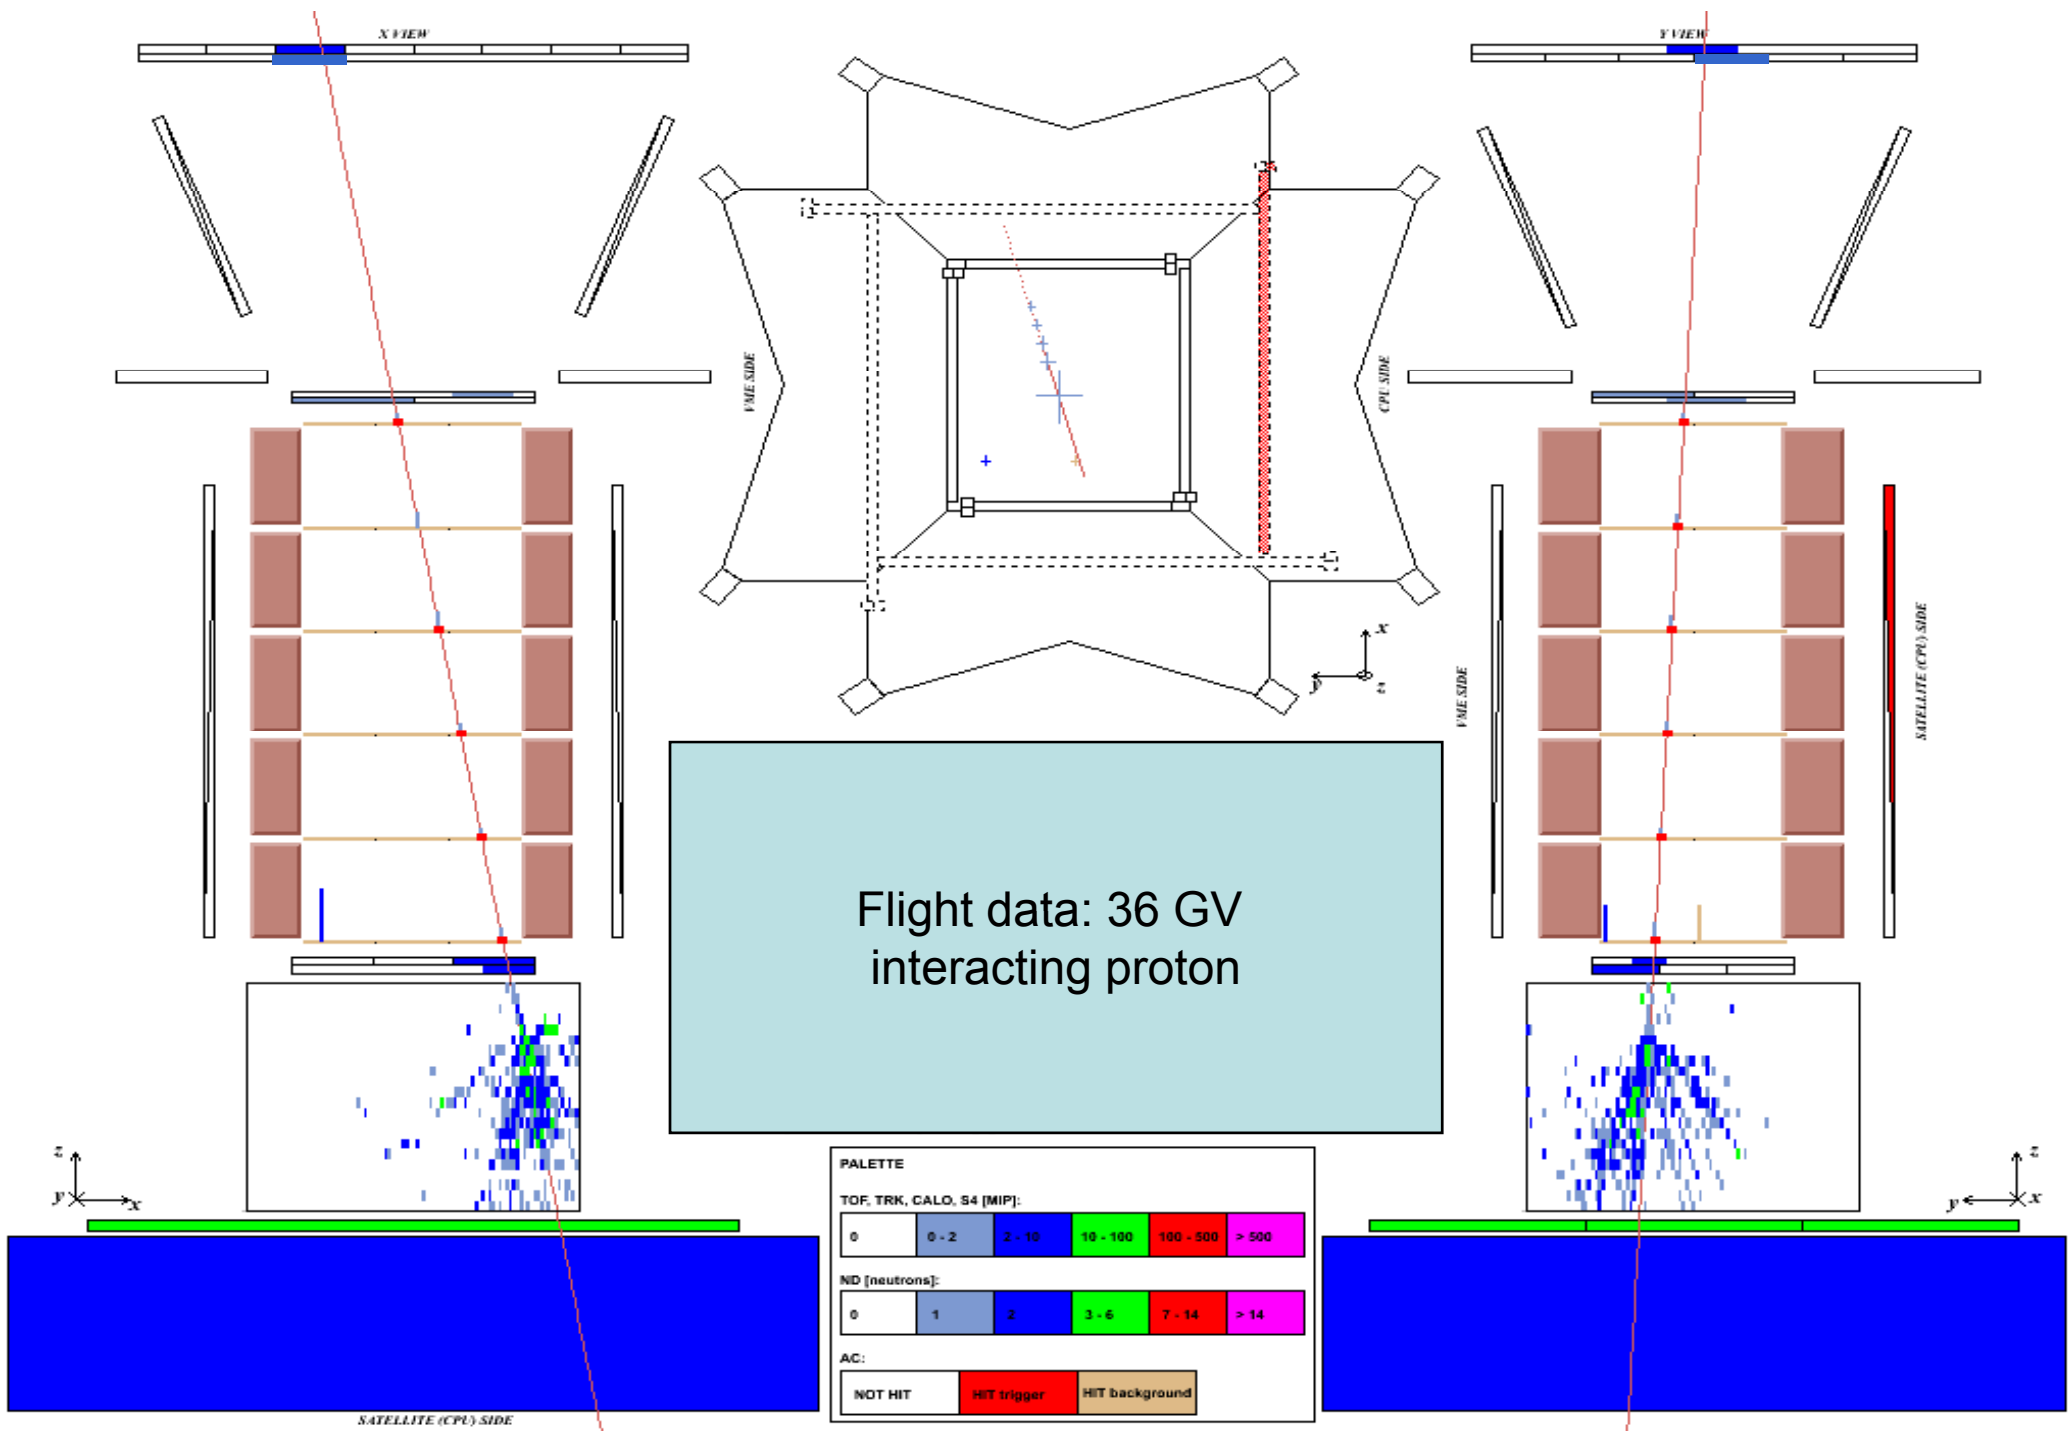 X VIEW
Y VIEW
VME SIDE
CPU SIDE
x
y
z
VME SIDE
SATELLITE (CPU) SIDE
Flight data: 36 GV
interacting proton
z
y
x
z
y
x
PALETTE
TOF, TRK, CALO, S4 [MIP]:
0 0 - 2 2 - 10 10 - 100 100 - 500 > 500
ND [neutrons]:
0 1 2 3 - 6 7 - 14 > 14
AC:
NOT HIT HIT trigger HIT background
SATELLITE (CPU) SIDE